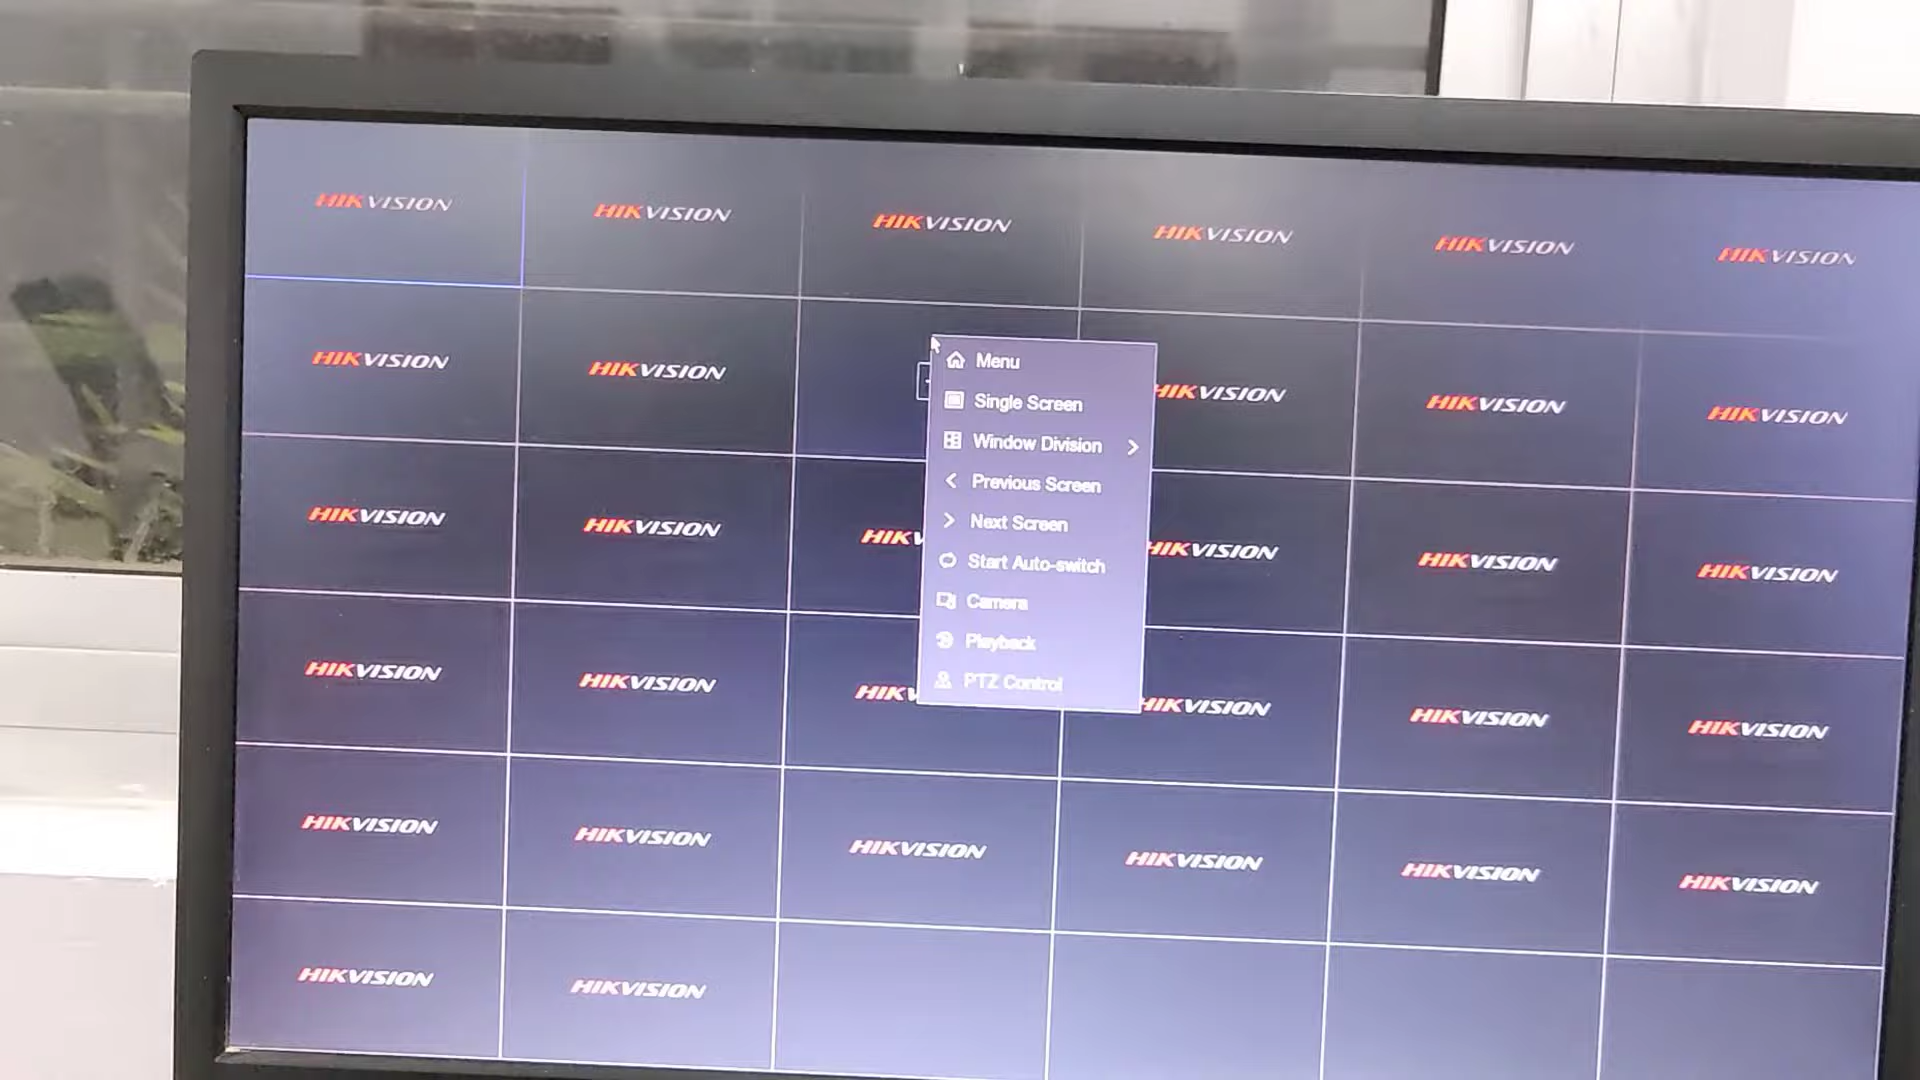 HIKVISION HIKVISION HIKVISION HIKVISION HIKVISION HIKVISION
HIKVISION HIKVISION HIKVISION HIKVISION HIKVISION
HIKVISION HIKVISION HIKV HIKVISION HIKVISION HIKVISION
HIKVISION HIKVISION HIKV HIKVISION HIKVISION HIKVISION
HIKVISION HIKVISION HIKVISION HIKVISION HIKVISION HIKVISION
HIKVISION HIKVISION
Menu
Single Screen
Window Division
Previous Screen
Next Screen
Start Auto-switch
Camera
Playback
PTZ Control